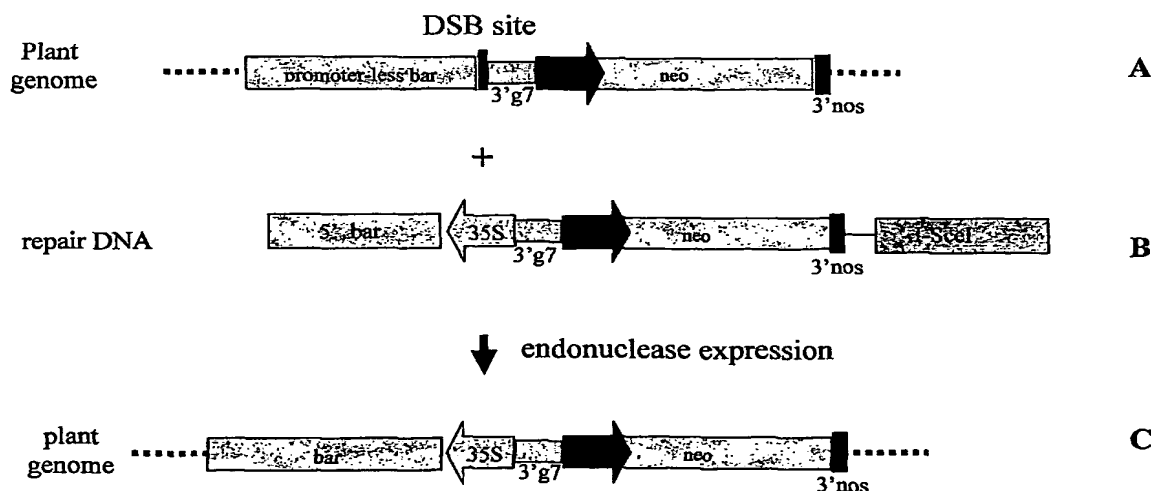 DSB site
Plant
genome
promoter-less bar
neo
A
3'g7
3'nos
+
repair DNA
5' bar
35S
neo
I-SceI
B
3'g7
3'nos
endonuclease expression
plant
genome
bar
35S
neo
C
3'g7
3'nos